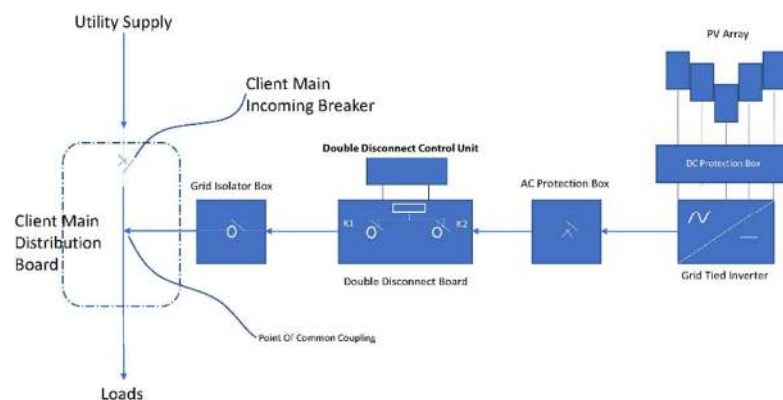 Utility Supply
PV Array
Client Main
Incoming Breaker
Double Disconnect Control Unit
DC Protection Box
Grid Isolator Box
AC Protection Box
K1
K2
Client Main
Distribution
Board
Double Disconnect Board
Grid Tied Inverter
Point Of Common Coupling
Loads